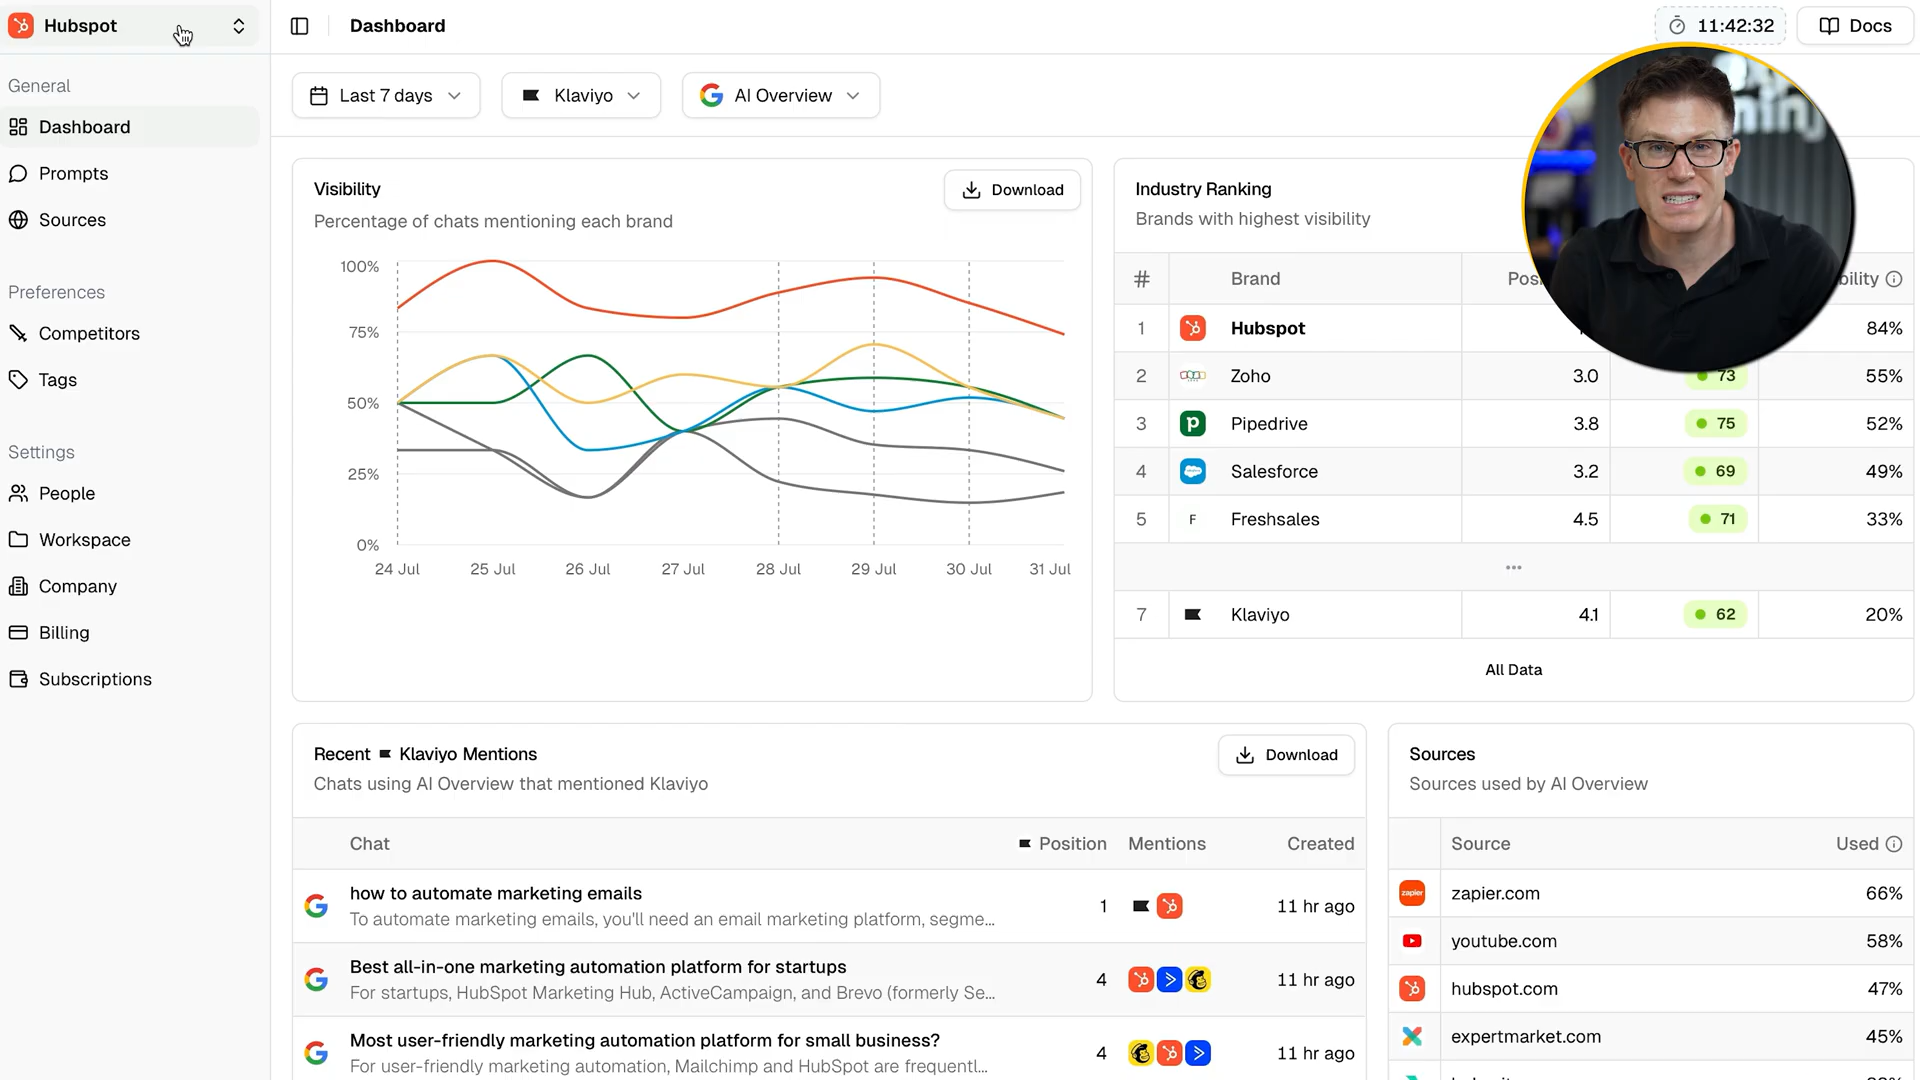 Hubspot
Dashboard
11:42:32
Docs
General
Dashboard
Prompts
Sources
Preferences
Competitors
Tags
Settings
People
Workspace
Company
Billing
Subscriptions
Last 7 days
Klaviyo
AI Overview
Visibility
Download
Percentage of chats mentioning each brand
100%
75%
50%
25%
0%
24 Jul 25 Jul 26 Jul 27 Jul 28 Jul 29 Jul 30 Jul 31 Jul
Industry Ranking
Brands with highest visibility
# Brand
1 Hubspot 84%
2 Zoho 3.0 73 55%
3 Pipedrive 3.8 75 52%
4 Salesforce 3.2 69 49%
5 F Freshsales 4.5 71 33%
•••
7 Klaviyo 4.1 62 20%
All Data
Recent Klaviyo Mentions
Download
Chats using AI Overview that mentioned Klaviyo
Chat Position Mentions Created
how to automate marketing emails
To automate marketing emails, you'll need an email marketing platform, segme...
1 11 hr ago
Best all-in-one marketing automation platform for startups
For startups, HubSpot Marketing Hub, ActiveCampaign, and Brevo (formerly Se...
4 11 hr ago
Most user-friendly marketing automation platform for small business?
For user-friendly marketing automation, Mailchimp and HubSpot are frequentl...
4 11 hr ago
Sources
Sources used by AI Overview
Source Used
zapier zapier.com 66%
youtube.com 58%
hubspot.com 47%
expertmarket.com 45%